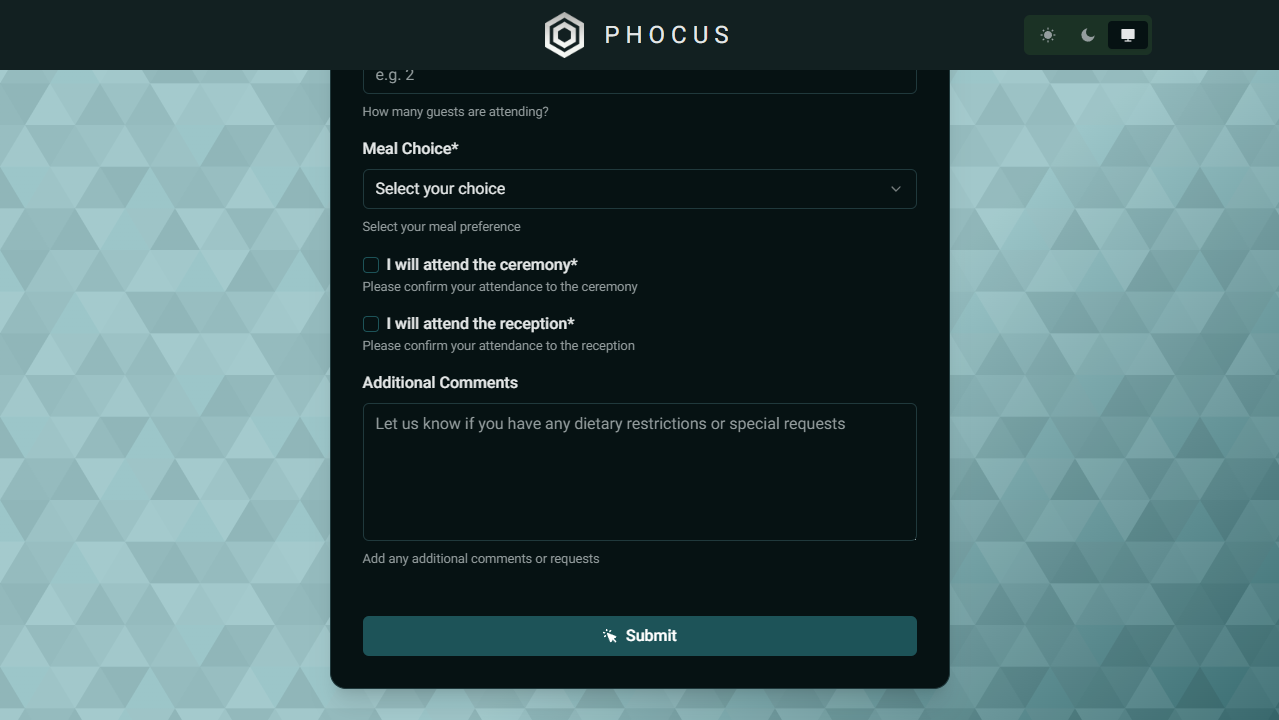 PHOCUS
e.g. 2
How many guests are attending?
Meal Choice*
Select your choice
Select your meal preference
I will attend the ceremony*
Please confirm your attendance to the ceremony
I will attend the reception*
Please confirm your attendance to the reception
Additional Comments
Let us know if you have any dietary restrictions or special requests
Add any additional comments or requests
Submit